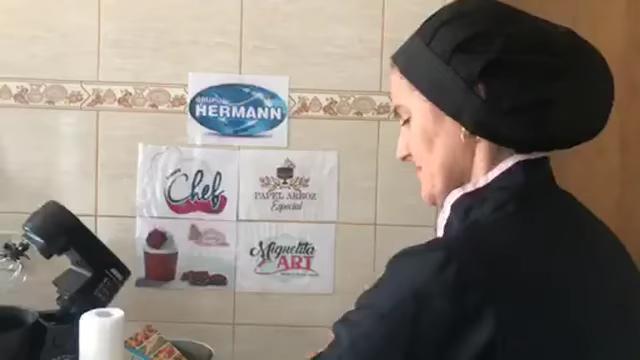 GRUPO
HERMANN
Chef
PAPEL ARROZ
Especial
Miguelita
ART